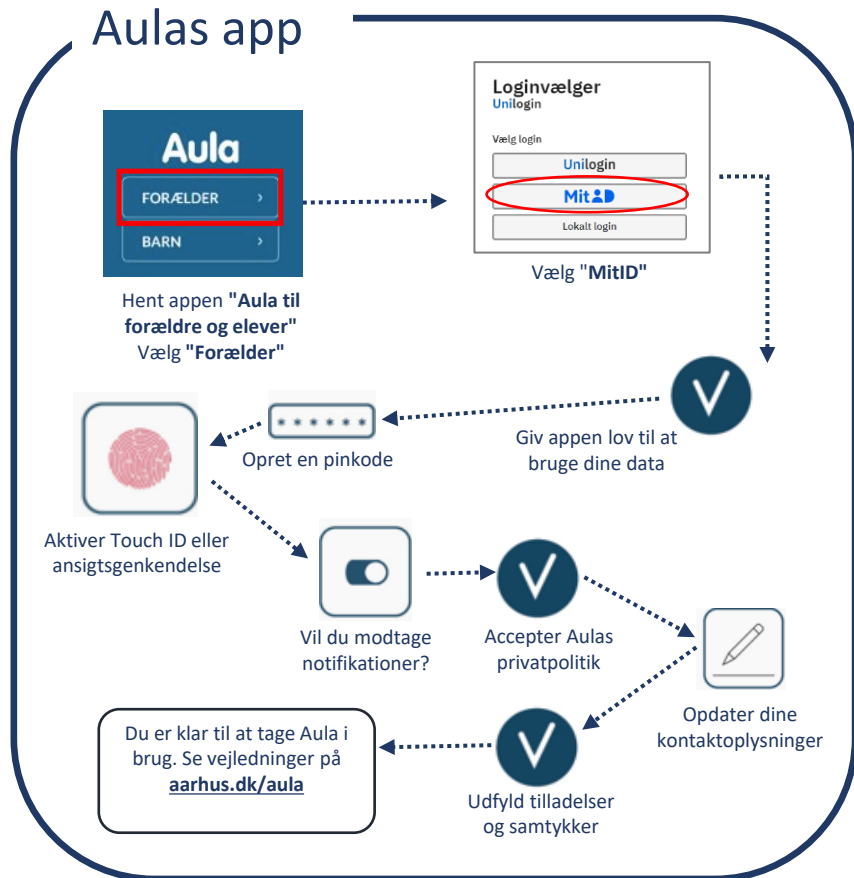 Aulas app
Aula
FORÆLDER >
BARN >
Hent appen "Aula til
forældre og elever"
Vælg "Forælder"
Loginvælger
Unilogin
Vælg login
Unilogin
MitID
Lokalt login
Vælg "MitID"
Giv appen lov til at
bruge dine data
******
Opret en pinkode
Aktiver Touch ID eller
ansigtsgenkendelse
Vil du modtage
notifikationer?
Accepter Aulas
privatpolitik
Opdater dine
kontaktoplysninger
Udfyld tilladelser
og samtykker
Du er klar til at tage Aula i
brug. Se vejledninger på
aarhus.dk/aula